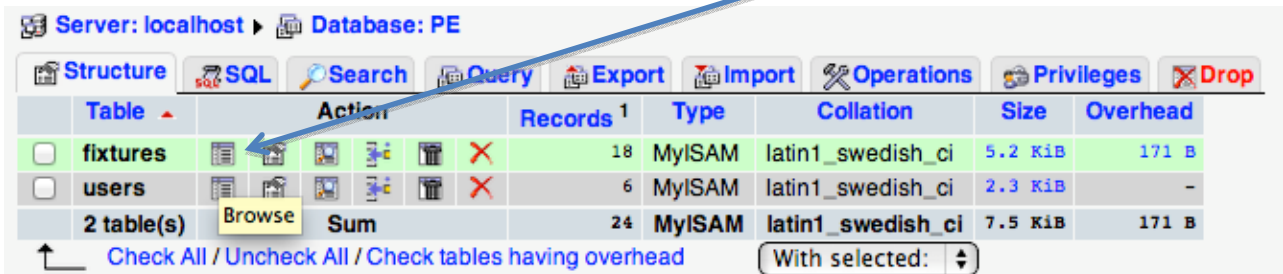 Server: localhost ▸ Database: PE
Structure SQL Search Query Export Import Operations Privileges Drop
Table Action Records 1 Type Collation Size Overhead
fixtures 18 MyISAM latin1_swedish_ci 5.2 KiB 171 B
users 6 MyISAM latin1_swedish_ci 2.3 KiB -
Browse
2 table(s) Sum 24 MyISAM latin1_swedish_ci 7.5 KiB 171 B
Check All / Uncheck All / Check tables having overhead With selected: